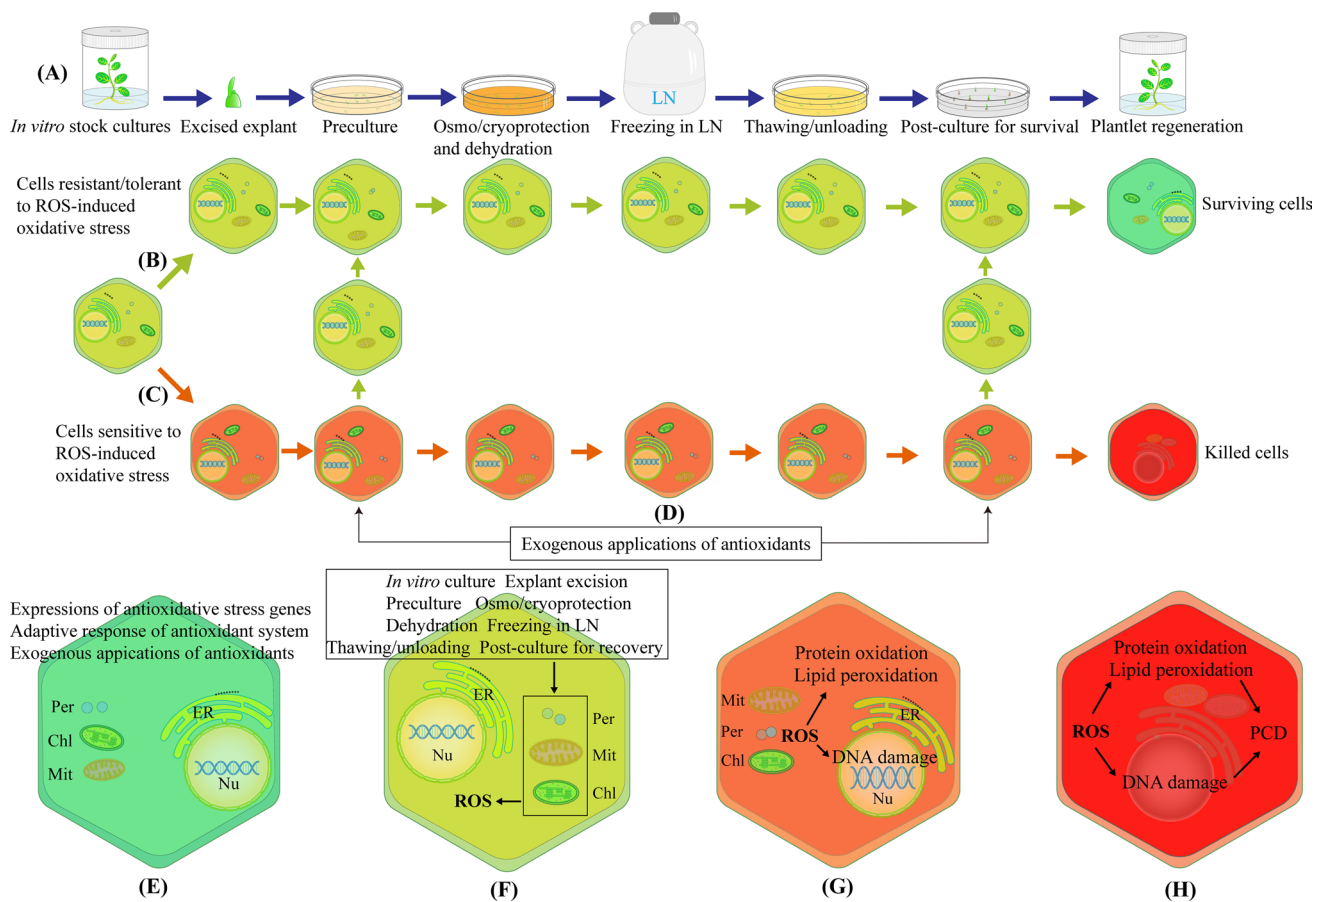 (A)
LN
In vitro stock cultures
Excised explant
Preculture
Osmo/cryoprotection
and dehydration
Freezing in LN
Thawing/unloading
Post-culture for survival
Plantlet regeneration
Cells resistant/tolerant
to ROS-induced
oxidative stress
Surviving cells
(B)
(C)
Cells sensitive to
ROS-induced
oxidative stress
Killed cells
(D)
Exogenous applications of antioxidants
Expressions of antioxidative stress genes
Adaptive response of antioxidant system
Exogenous appications of antioxidants
Per
Chl
Mit
ER
Nu
(E)
In vitro culture Explant excision
Preculture Osmo/cryoprotection
Dehydration Freezing in LN
Thawing/unloading Post-culture for recovery
ER
Nu
Per
Mit
Chl
ROS
(F)
Protein oxidation
Lipid peroxidation
Mit
Per
Chl
ROS
ER
DNA damage
Nu
(G)
Protein oxidation
Lipid peroxidation
ROS
PCD
DNA damage
(H)